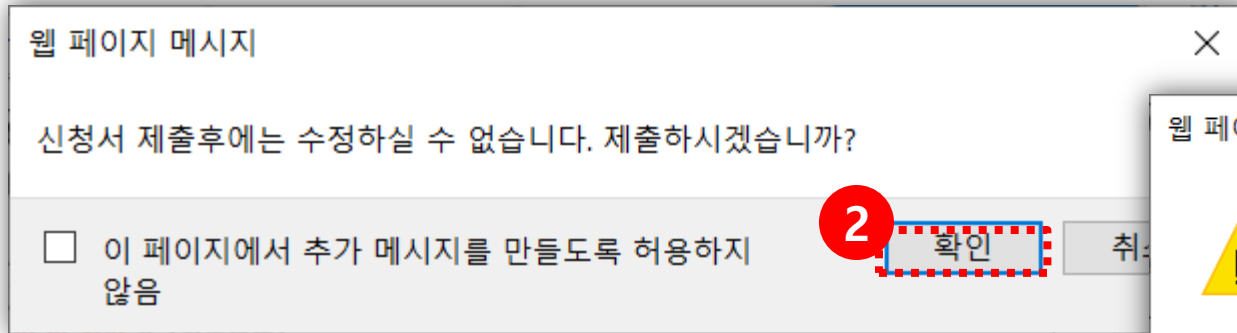 웹 페이지 메시지
신청서 제출후에는 수정하실 수 없습니다. 제출하시겠습니까?
웹
2
확인
이 페이지에서 추가 메시지를 만들도록 허용하지
않음